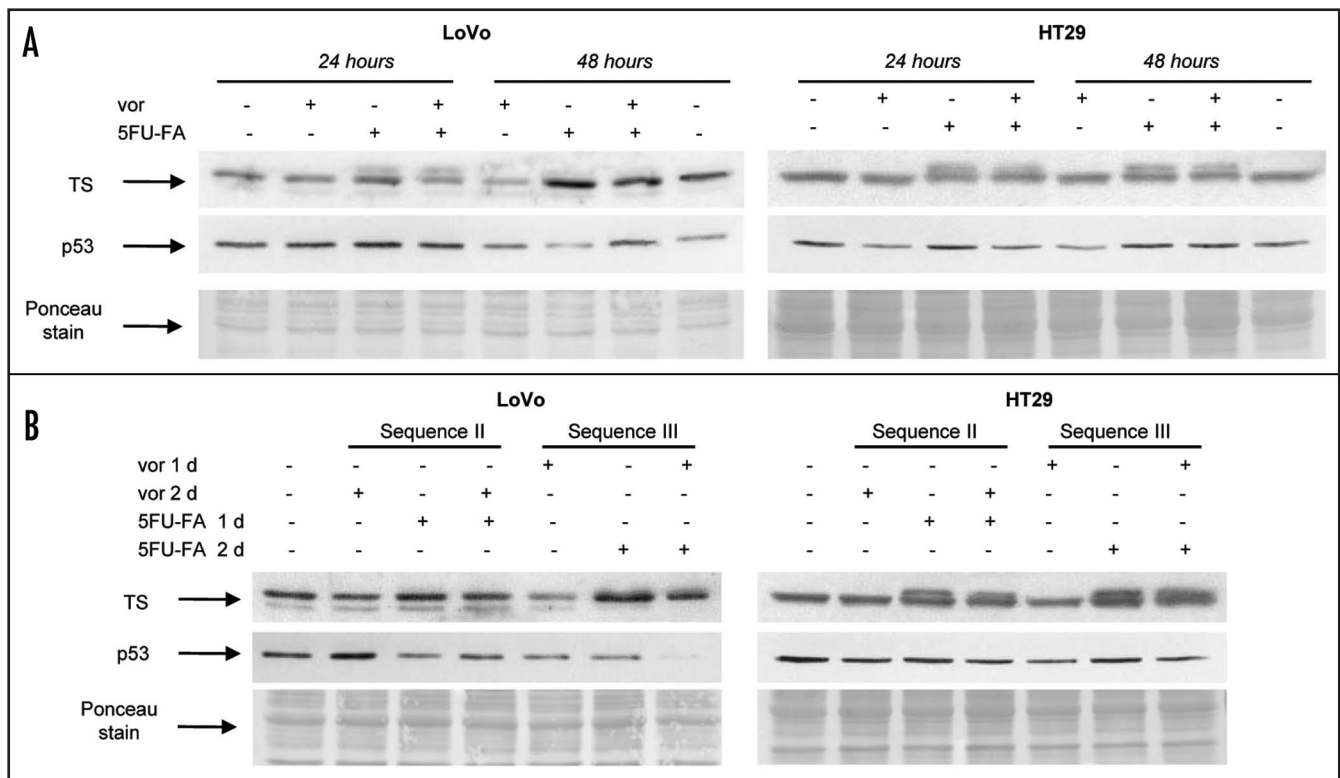 A
LoVo HT29
24 hours 48 hours 24 hours 48 hours
vor - + - + + - + - - + - + + - + -
5FU-FA - - + + - + + - - - + + - + + -
TS
p53
Ponceau
stain
B
LoVo HT29
Sequence II Sequence III Sequence II Sequence III
vor 1 d - - - - + - + - - - - + - +
vor 2 d - + - + - - - - + - + - - -
5FU-FA 1 d - - + + - - - - - + + - - -
5FU-FA 2 d - - - - - + + - - - - - + +
TS
p53
Ponceau
stain